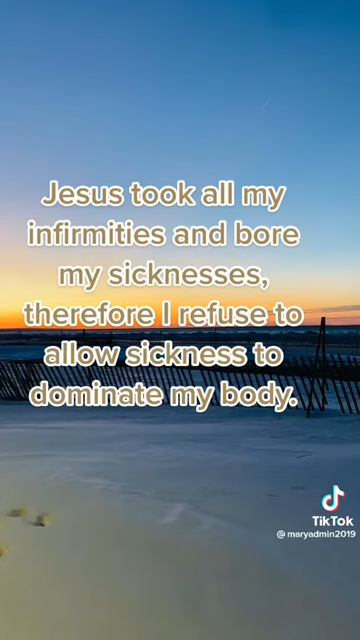 Jesus took all my
infirmities and bore
my sicknesses,
therefore I refuse to
allow sickness to
dominate my body.
TikTok
@ maryadmin2019